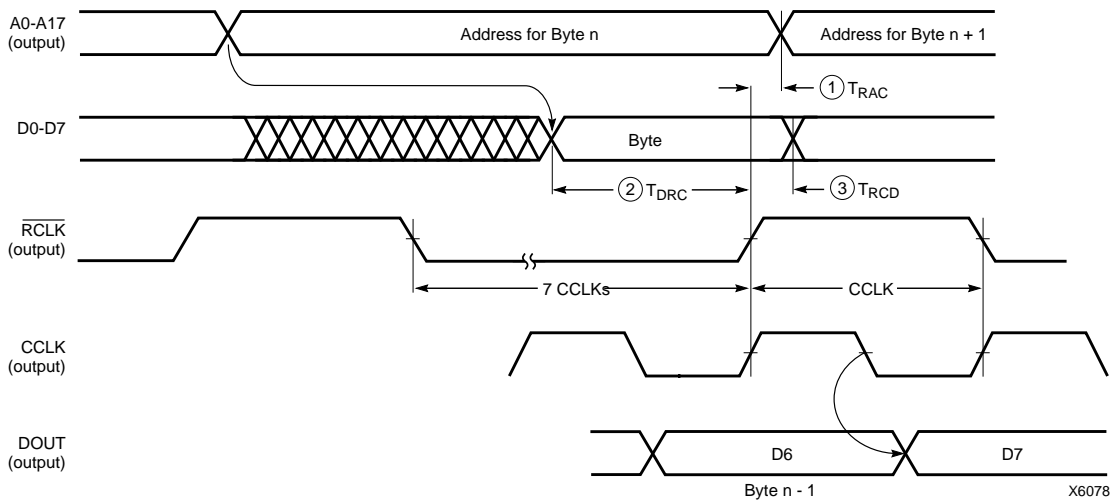 A0-A17
(output)
Address for Byte n
Address for Byte n + 1
1 TRAC
D0-D7
Byte
2 TDRC
3 TRCD
RCLK
(output)
7 CCLKs
CCLK
CCLK
(output)
DOUT
(output)
D6
D7
Byte n - 1
X6078